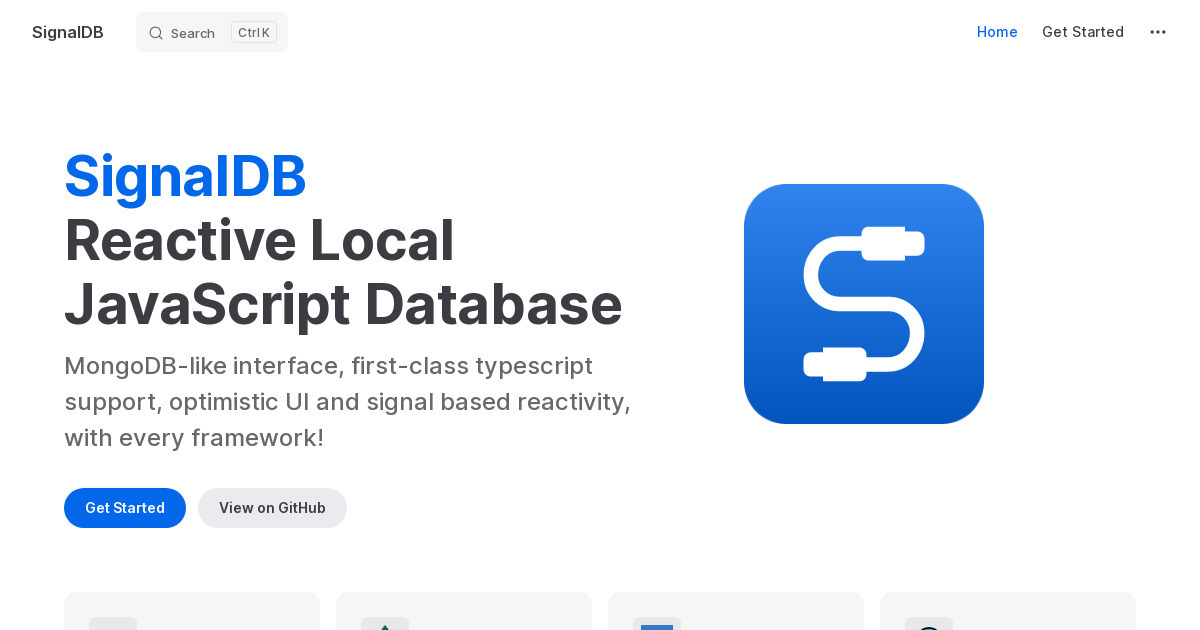 SignalDB
Search Ctrl K
Home
Get Started
SignalDB
Reactive Local
JavaScript Database
MongoDB-like interface, first-class typescript
support, optimistic UI and signal based reactivity,
with every framework!
Get Started
View on GitHub